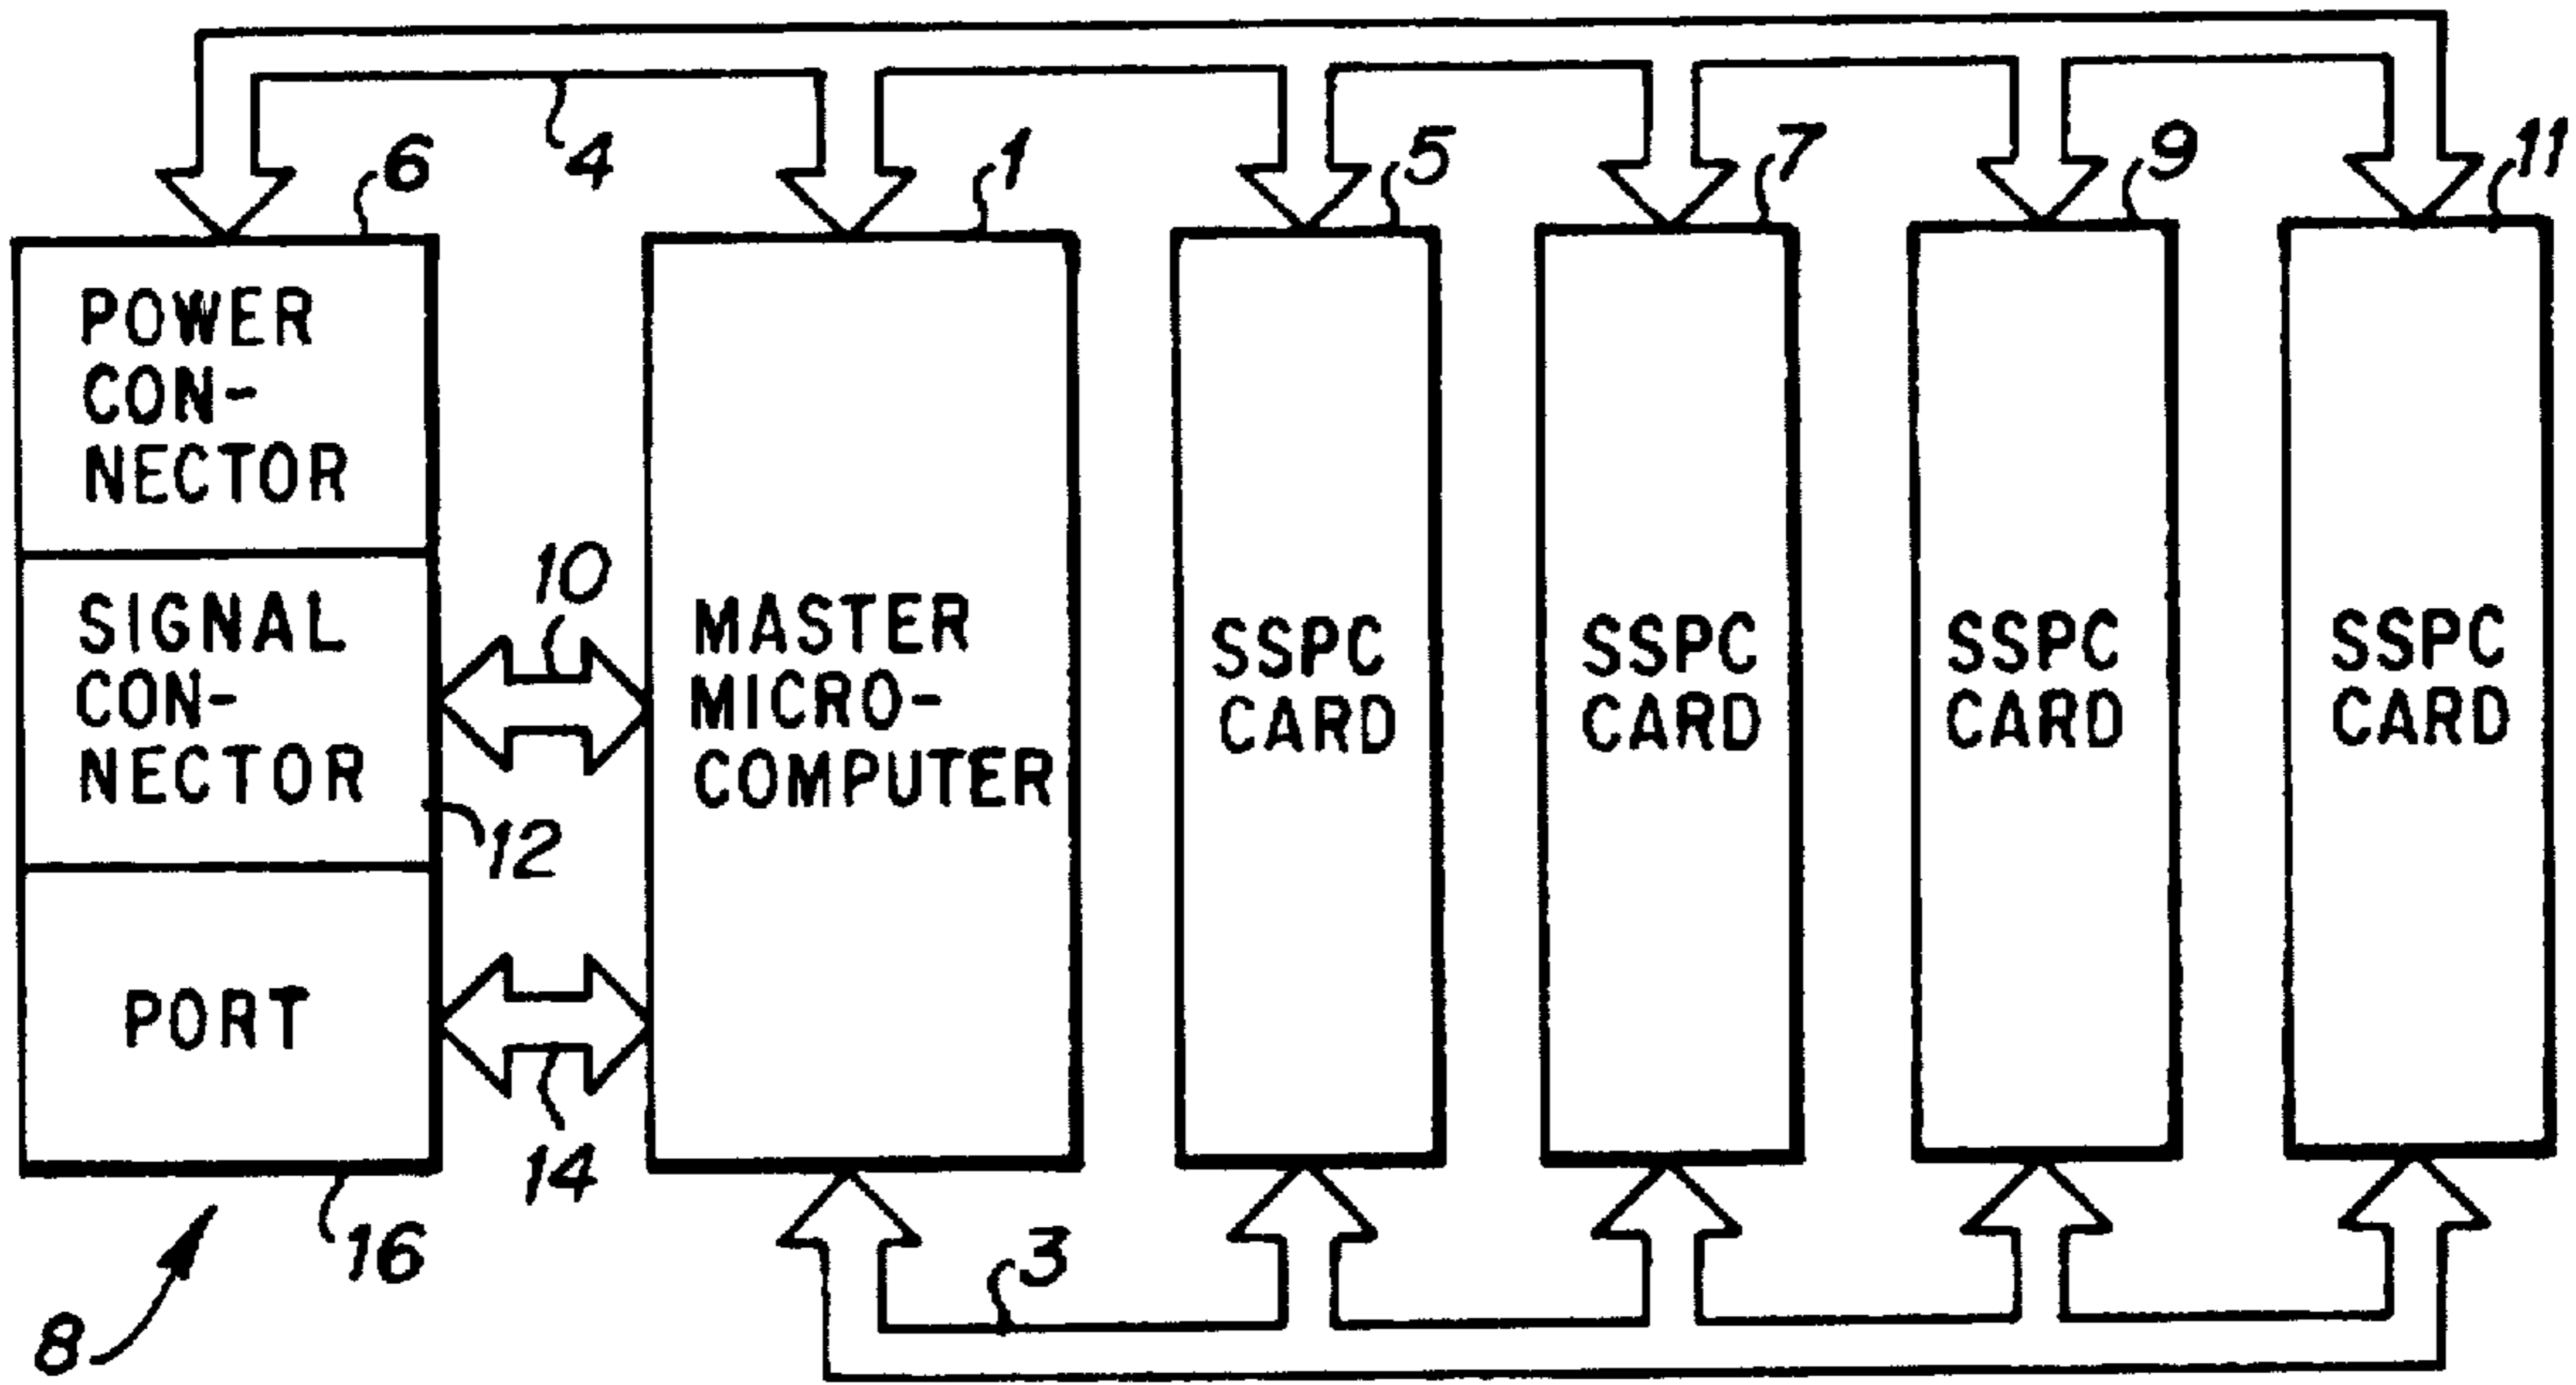 4
6
1
5
7
9
11
POWER
CON-
NECTOR
SIGNAL
CON-
NECTOR
12
PORT
16
8
10
14
MASTER
MICRO-
COMPUTER
3
SSPC
CARD
SSPC
CARD
SSPC
CARD
SSPC
CARD